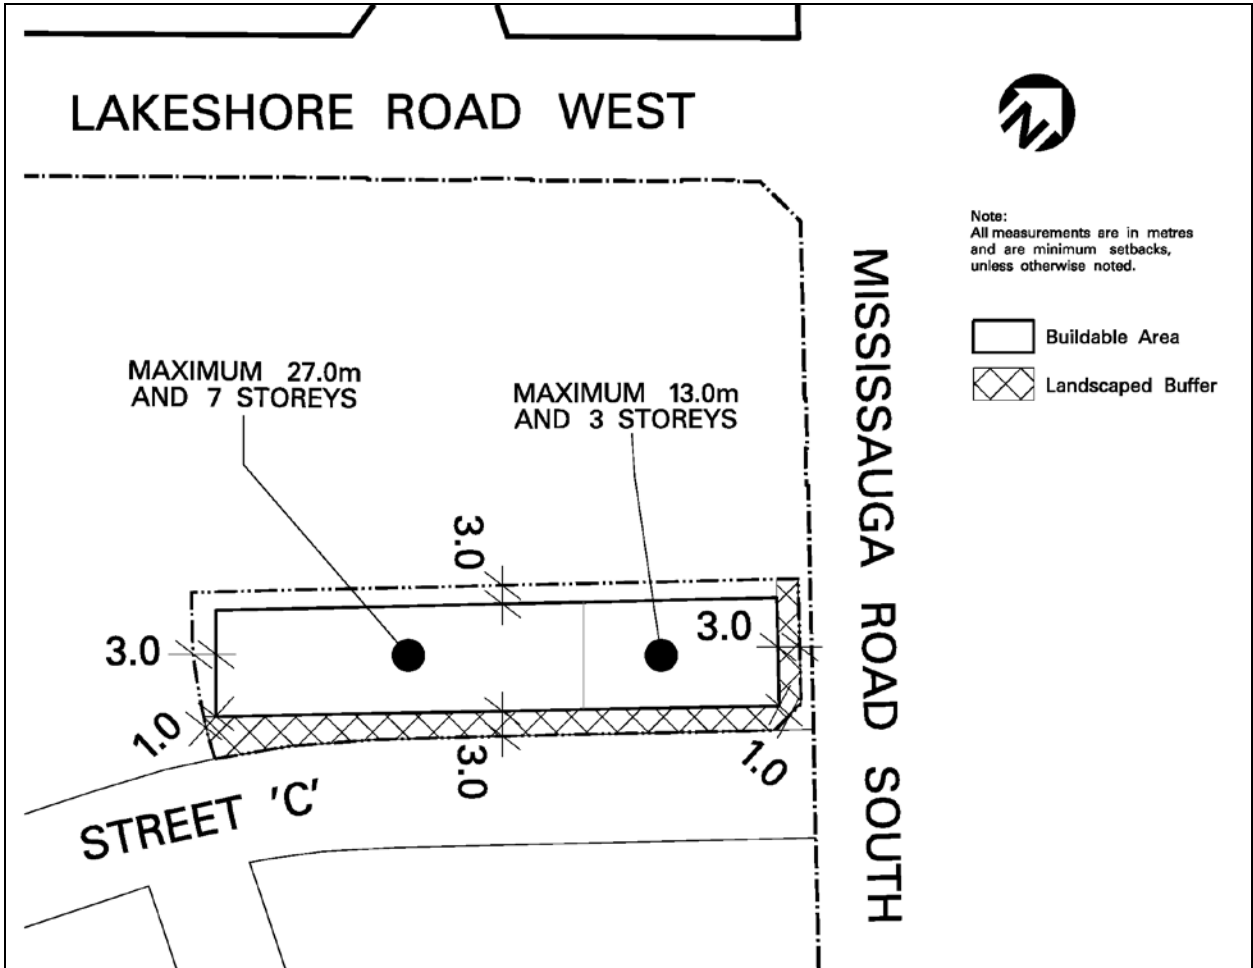 LAKESHORE ROAD WEST
N
Note:
All measurements are in metres
and are minimum setbacks,
unless otherwise noted.
Buildable Area
Landscaped Buffer
MISSISSAUGA ROAD SOUTH
MAXIMUM 27.0m
AND 7 STOREYS
MAXIMUM 13.0m
AND 3 STOREYS
3.0
3.0
3.0
1.0
3.0
1.0
STREET 'C'